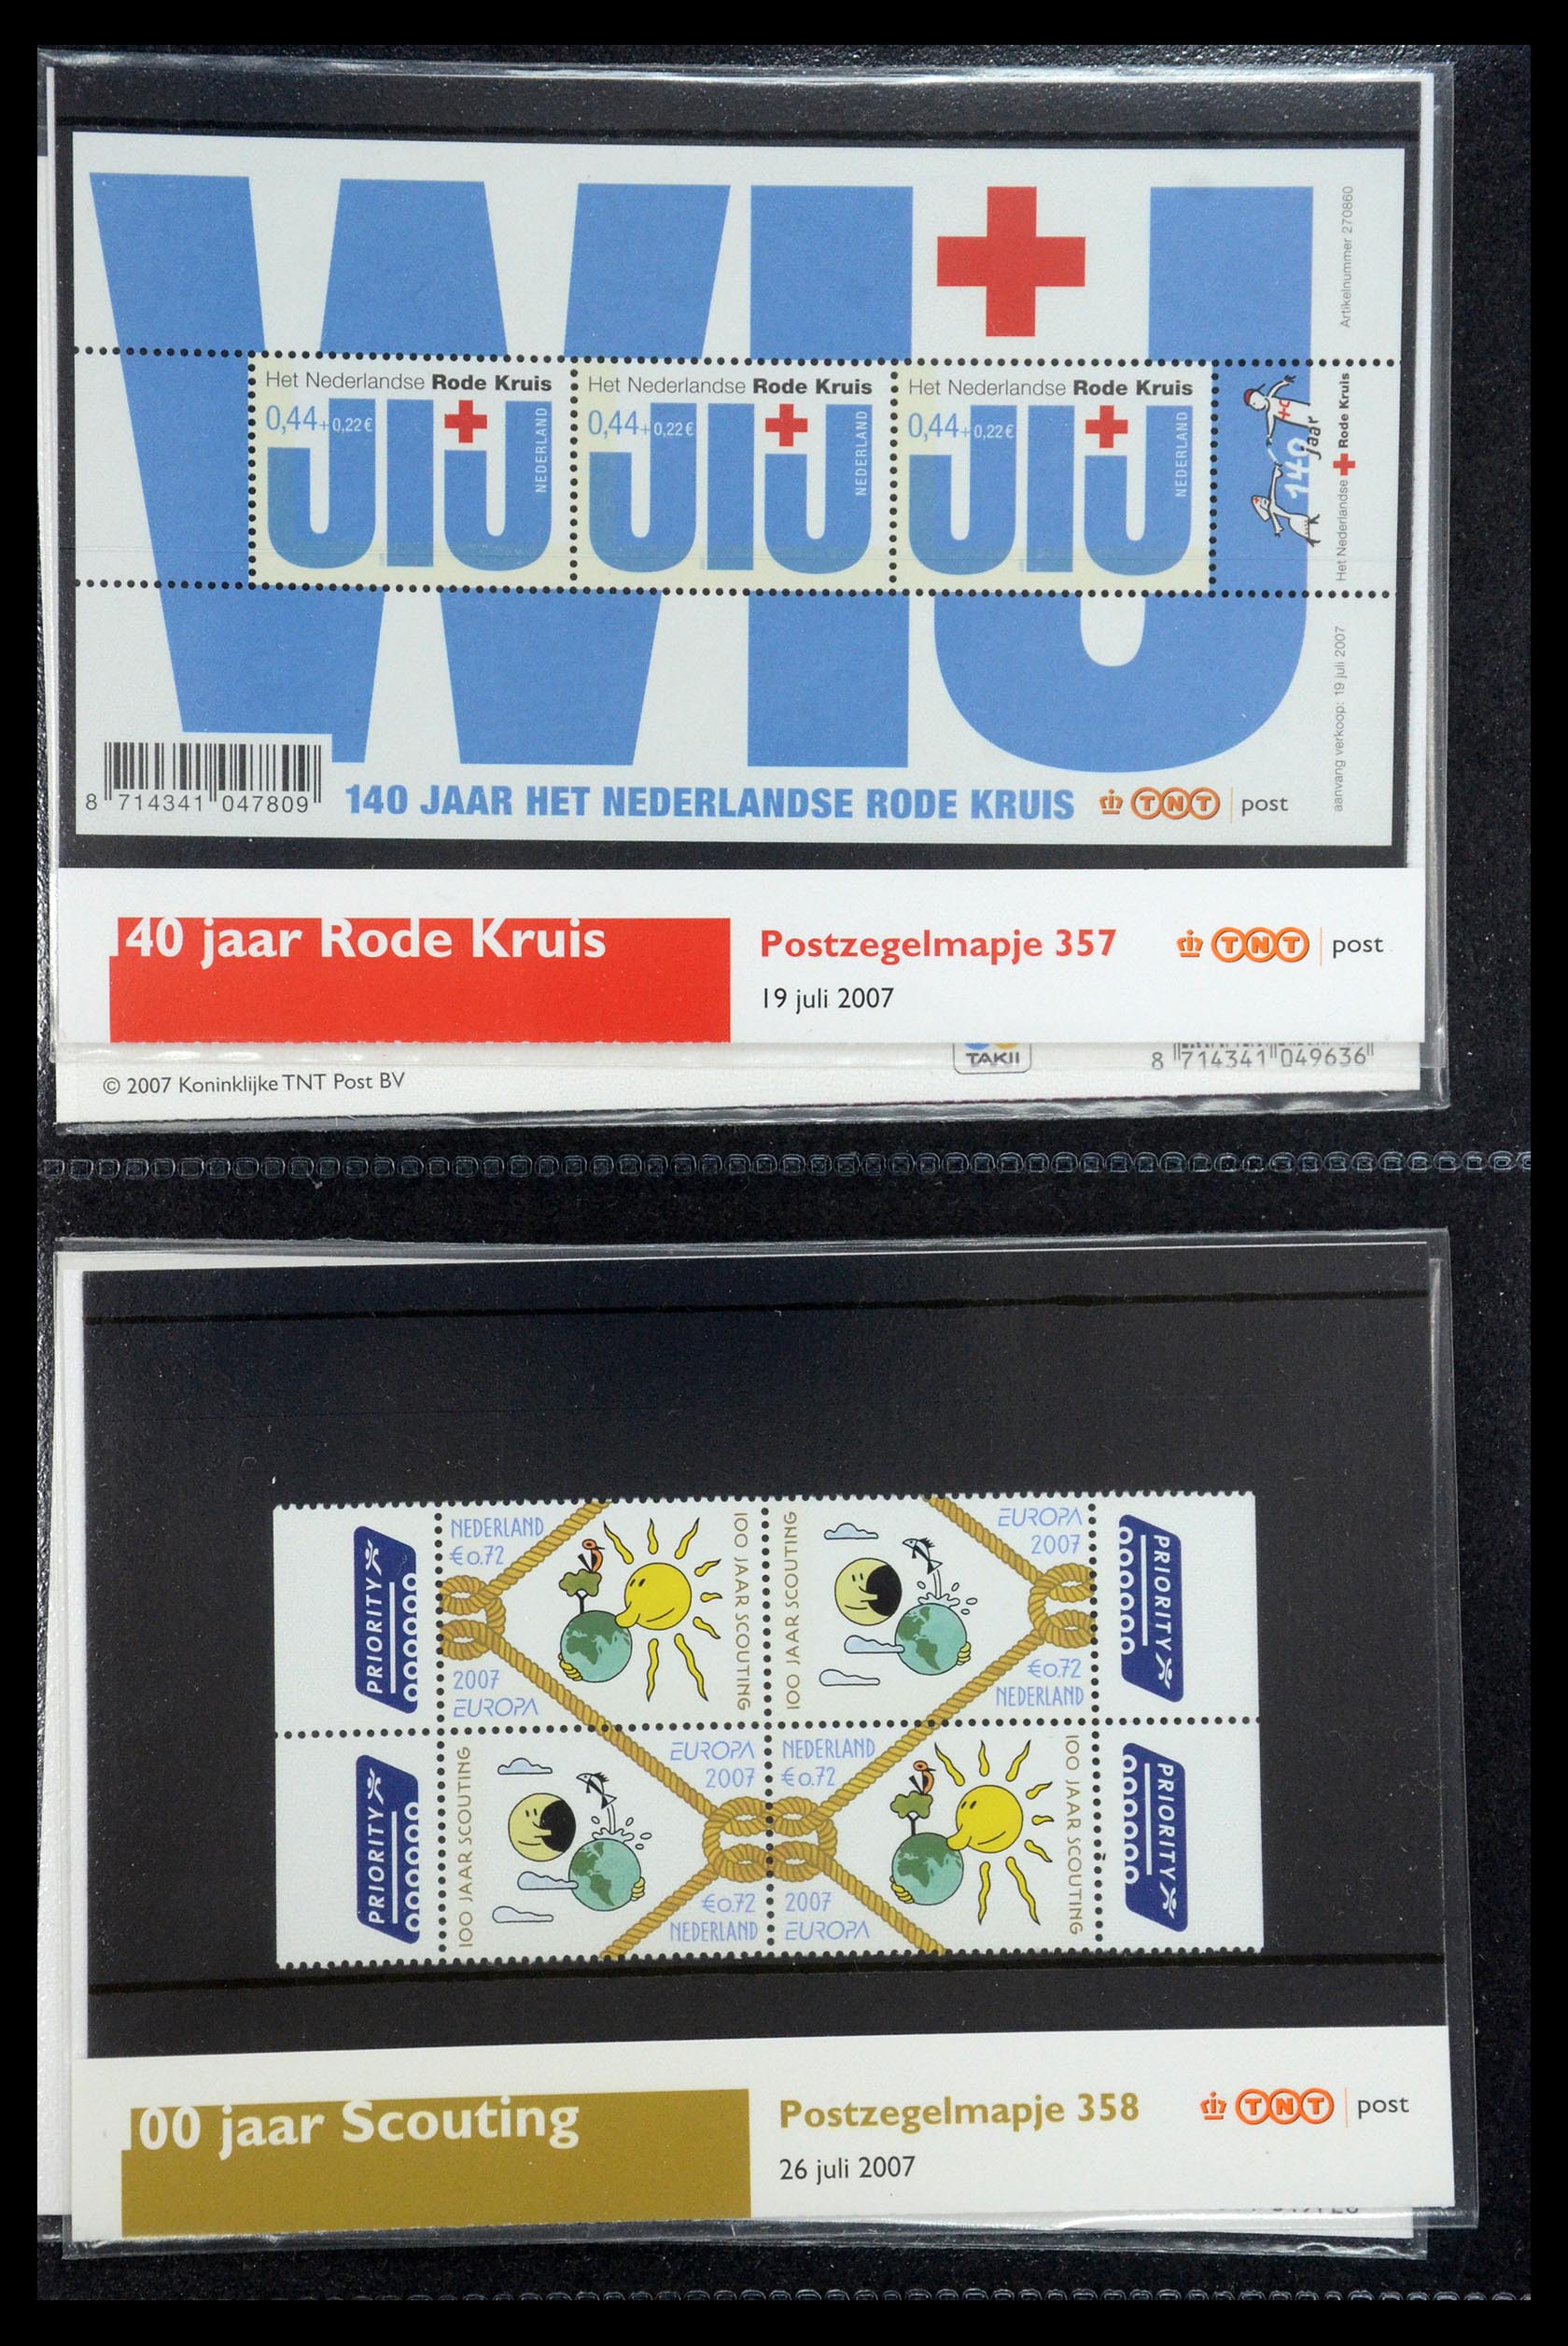 WIJ
Artikelnummer 270860
Het Nederlandse Rode Kruis
0,44+0,22€
JIJ
NEDERLAND
Het Nederlandse Rode Kruis
0,44+0,22€
JIJ
NEDERLAND
Het Nederlandse Rode Kruis
0,44+0,22€
JIJ
NEDERLAND
140 jaar
Het Nederlandse Rode Kruis
aanvang verkoop: 19 juli 2007
8 714341 047809
140 JAAR HET NEDERLANDSE RODE KRUIS
TNT post
140 jaar Rode Kruis
Postzegelmapje 357
TNT post
19 juli 2007
TAKII
8 714341 049636
© 2007 Koninklijke TNT Post BV
PRIORITY
NEDERLAND
€0.72
2007
EUROPA
100 JAAR SCOUTING
100 JAAR SCOUTING
EUROPA
2007
€0.72
NEDERLAND
PRIORITY
PRIORITY
100 JAAR SCOUTING
EUROPA
2007
€0.72
NEDERLAND
NEDERLAND
€0.72
2007
EUROPA
100 JAAR SCOUTING
PRIORITY
100 jaar Scouting
Postzegelmapje 358
TNT post
26 juli 2007